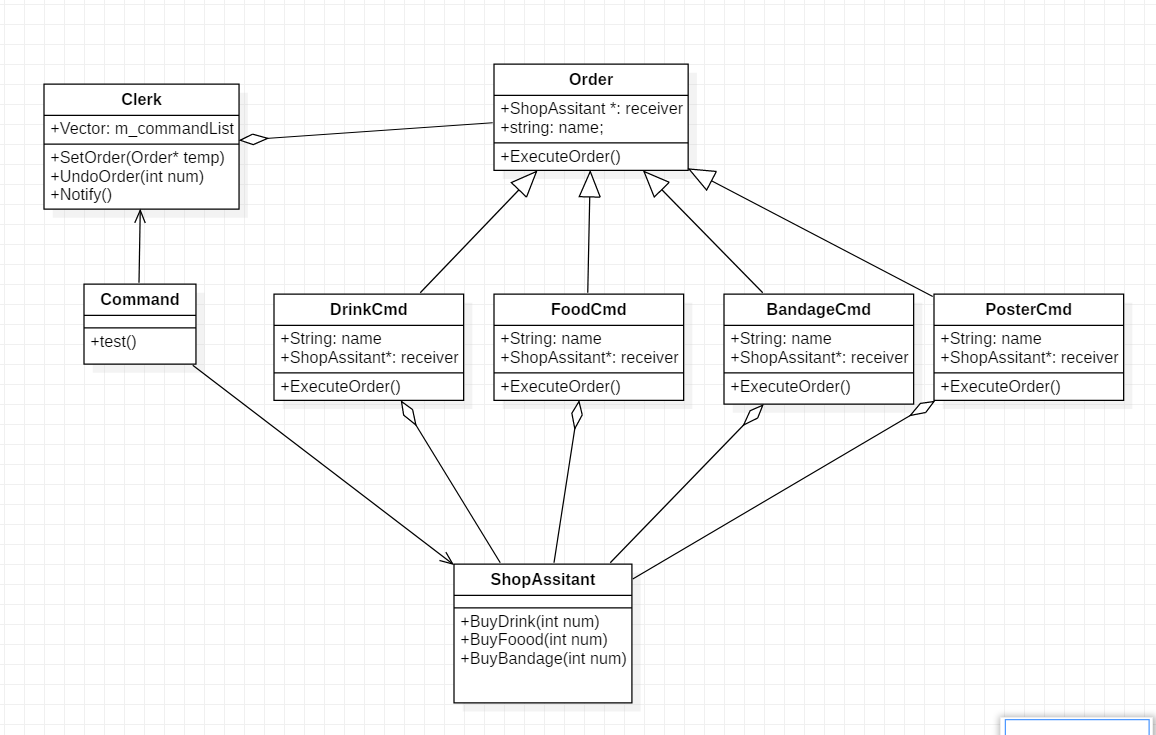 Clerk
+Vector: m_commandList
+SetOrder(Order* temp)
+UndoOrder(int num)
+Notify()
Order
+ShopAssitant *: receiver
+string: name;
+ExecuteOrder()
Command
+test()
DrinkCmd
+String: name
+ShopAssitant*: receiver
+ExecuteOrder()
FoodCmd
+String: name
+ShopAssitant*: receiver
+ExecuteOrder()
BandageCmd
+String: name
+ShopAssitant*: receiver
+ExecuteOrder()
PosterCmd
+String: name
+ShopAssitant*: receiver
+ExecuteOrder()
ShopAssitant
+BuyDrink(int num)
+BuyFoood(int num)
+BuyBandage(int num)